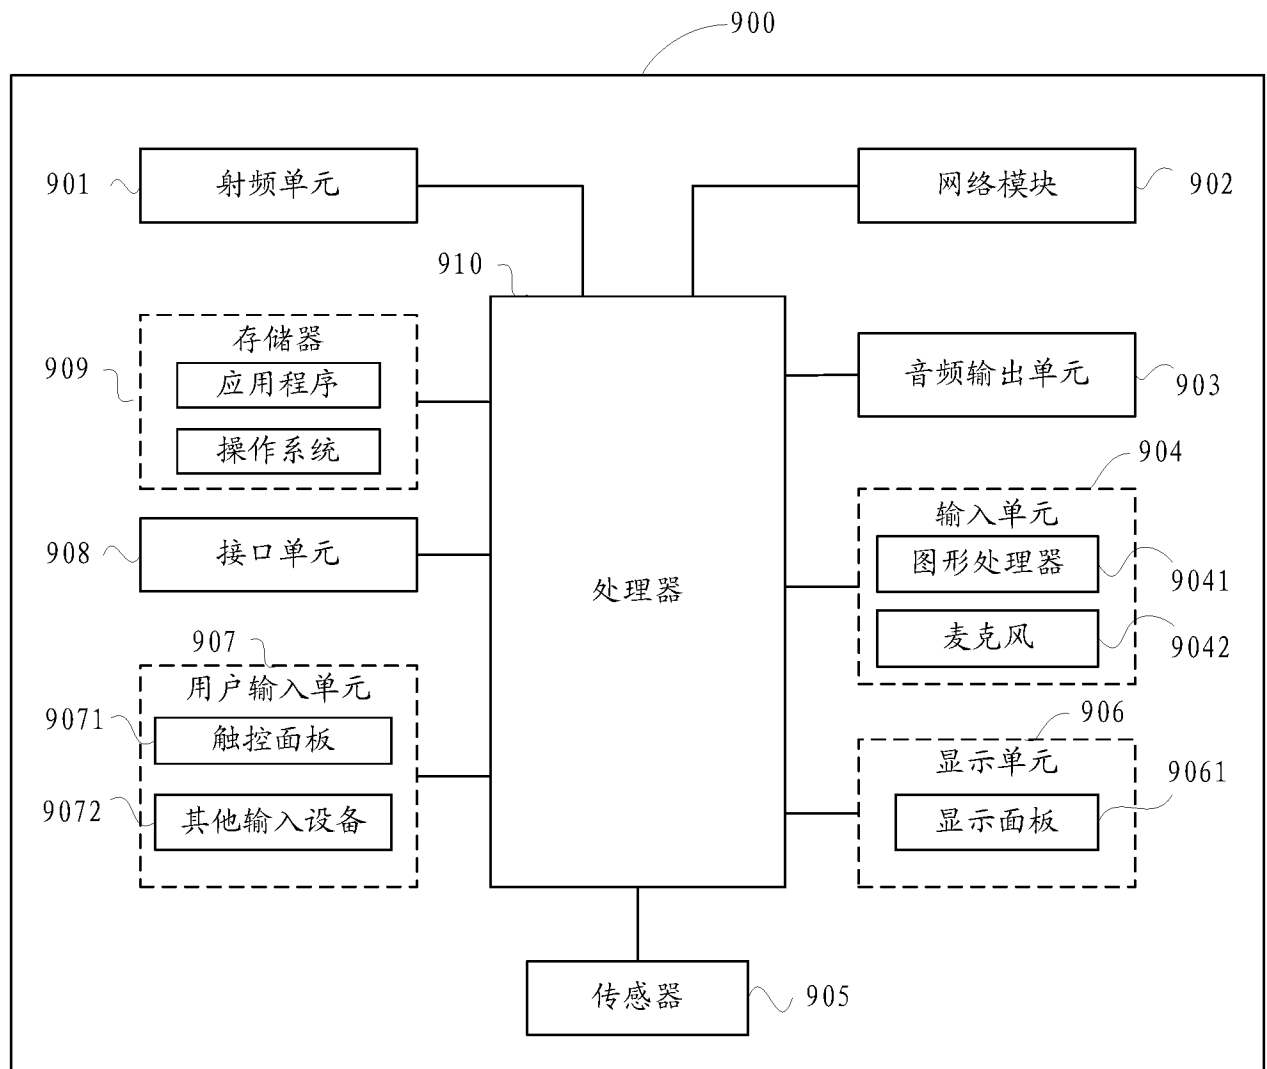 900
901
射频单元
网络模块
902
910
存储器
909
应用程序
操作系统
音频输出单元
903
904
输入单元
图形处理器
9041
麦克风
9042
908
接口单元
处理器
907
用户输入单元
9071
触控面板
9072
其他输入设备
906
显示单元
9061
显示面板
传感器
905